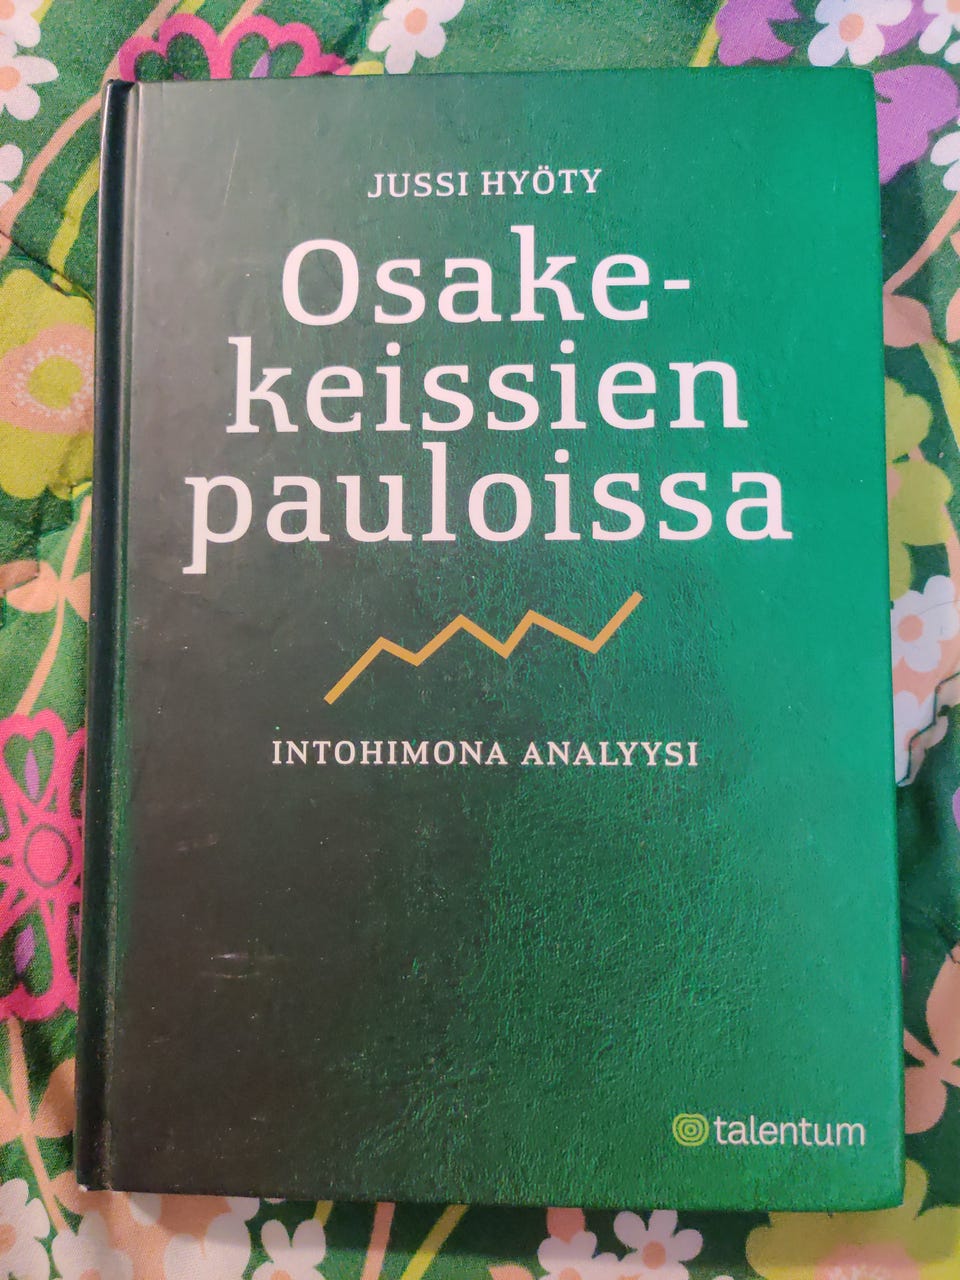 JUSSI HYÖTY
Osake-
keissien
pauloissa
INTOHIMONA ANALYYSI
talentum